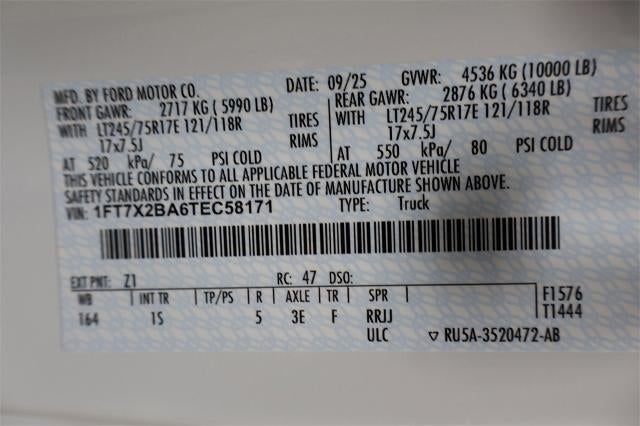 MFD. BY FORD MOTOR CO. DATE: 09/25 GVWR: 4536 KG (10000 LB)
FRONT GAWR: 2717 KG ( 5990 LB) REAR GAWR: 2876 KG ( 6340 LB)
WITH LT245/75R17E 121/118R TIRES WITH LT245/75R17E 121/118R TIRES
17x7.5J RIMS 17x7.5J RIMS
AT 520 kPa/ 75 PSI COLD AT 550 kPa/ 80 PSI COLD
THIS VEHICLE CONFORMS TO ALL APPLICABLE FEDERAL MOTOR VEHICLE
SAFETY STANDARDS IN EFFECT ON THE DATE OF MANUFACTURE SHOWN ABOVE.
VIN: 1FT7X2BA6TEC58171 TYPE: Truck
EXT PNT: Z1 RC: 47 DSO:
WB INT TR TP/PS R AXLE TR SPR F1576
164 1S 5 3E F RRJJ T1444
ULC ▽ RU5A-3520472-AB